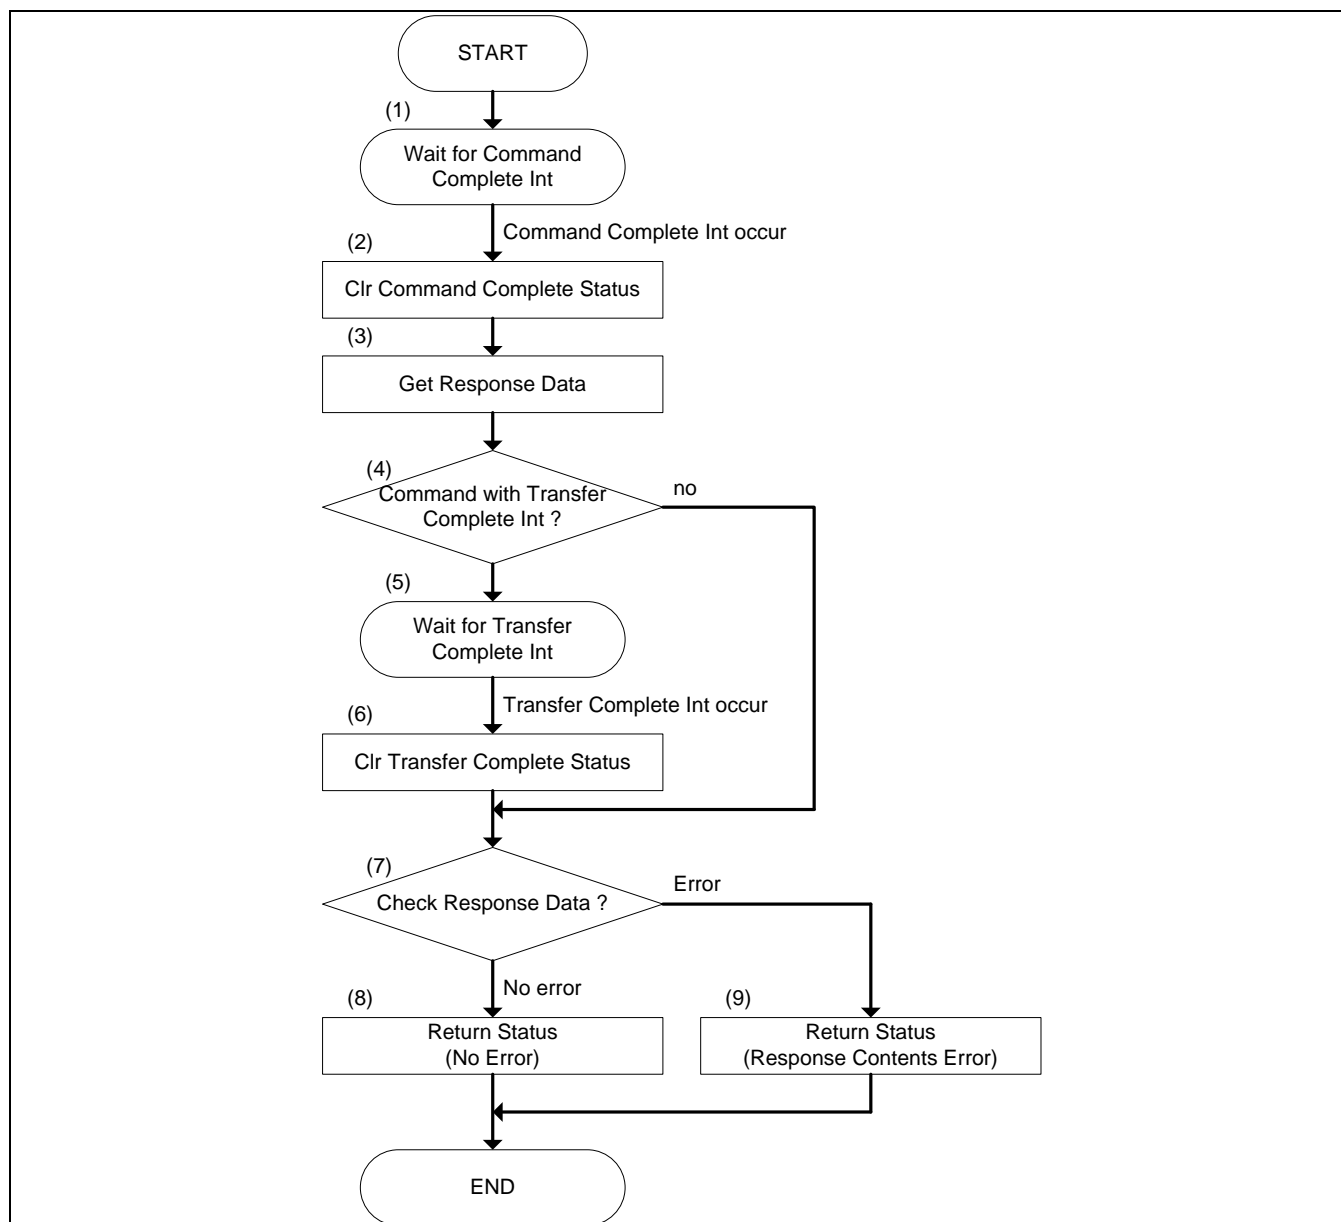 START
(1)
Wait for Command
Complete Int
Command Complete Int occur
(2)
Clr Command Complete Status
(3)
Get Response Data
(4)
Command with Transfer
Complete Int ?
no
(5)
Wait for Transfer
Complete Int
Transfer Complete Int occur
(6)
Clr Transfer Complete Status
(7)
Check Response Data ?
Error
No error
(8)
Return Status
(No Error)
(9)
Return Status
(Response Contents Error)
END